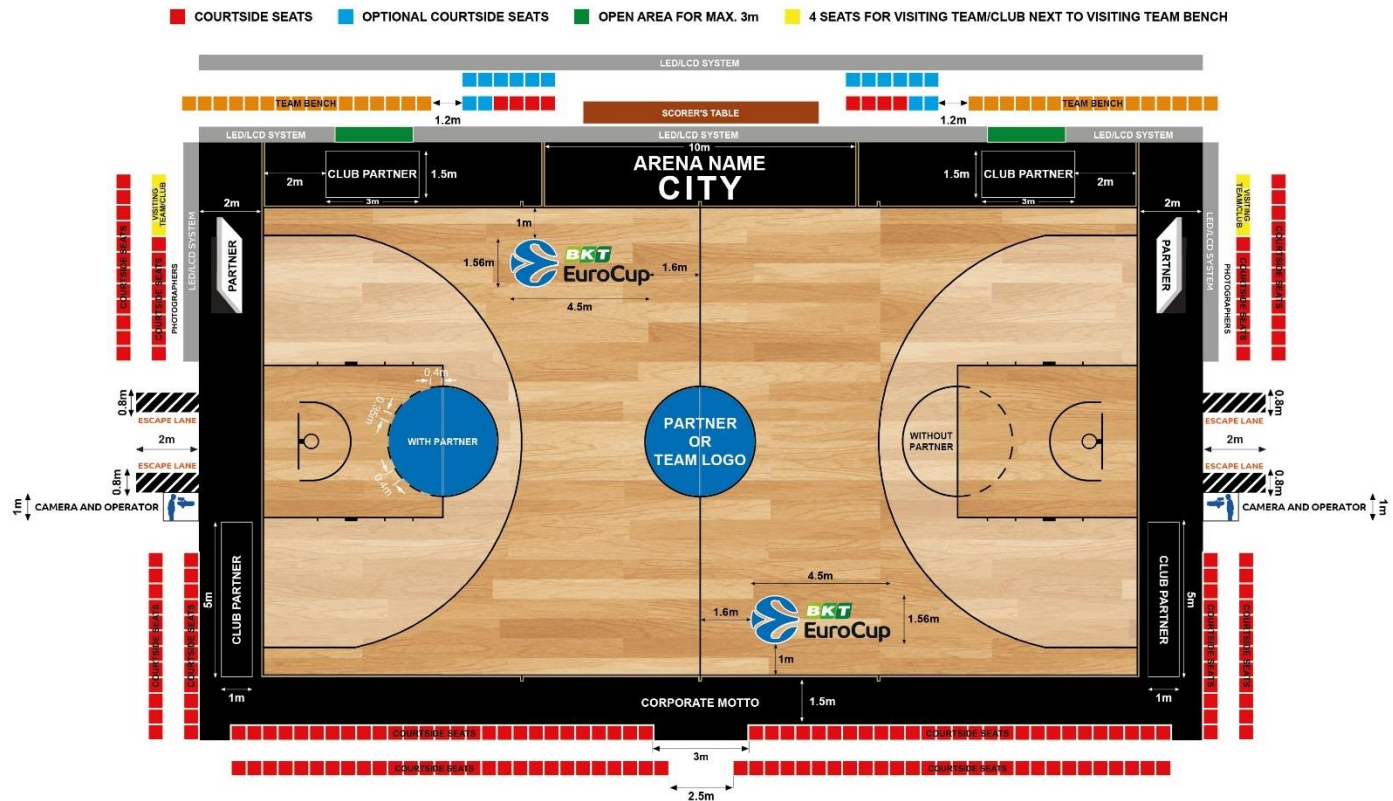 COURTSIDE SEATS
OPTIONAL COURTSIDE SEATS
OPEN AREA FOR MAX. 3m
4 SEATS FOR VISITING TEAM/CLUB NEXT TO VISITING TEAM BENCH
LED/LCD SYSTEM
TEAM BENCH
1.2m
SCORER'S TABLE
1.2m
TEAM BENCH
LED/LCD SYSTEM
LED/LCD SYSTEM
LED/LCD SYSTEM
2m
CLUB PARTNER
3m
1.5m
10m
ARENA NAME
CITY
1.5m
CLUB PARTNER
3m
2m
COURTSIDE SEATS
VISITING
TEAM/CLUB
COURTSIDE SEATS
PHOTOGRAPHERS
LED/LCD SYSTEM
2m
PARTNER
1m
1.56m
BKT
EuroCup
1.6m
4.5m
2m
PARTNER
LED/LCD SYSTEM
PHOTOGRAPHERS
VISITING
TEAM/CLUB
COURTSIDE SEATS
COURTSIDE SEATS
0.8m
ESCAPE LANE
2m
ESCAPE LANE
0.8m
1m
CAMERA AND OPERATOR
0.4m
0.35m
0.4m
WITH PARTNER
PARTNER
OR
TEAM LOGO
WITHOUT
PARTNER
0.8m
ESCAPE LANE
2m
ESCAPE LANE
0.8m
CAMERA AND OPERATOR
1m
COURTSIDE SEATS
COURTSIDE SEATS
5m
CLUB PARTNER
1m
4.5m
1.6m
BKT
EuroCup
1.56m
1m
CLUB PARTNER
5m
1m
COURTSIDE SEATS
COURTSIDE SEATS
CORPORATE MOTTO
1.5m
COURTSIDE SEATS
3m
COURTSIDE SEATS
COURTSIDE SEATS
2.5m
COURTSIDE SEATS